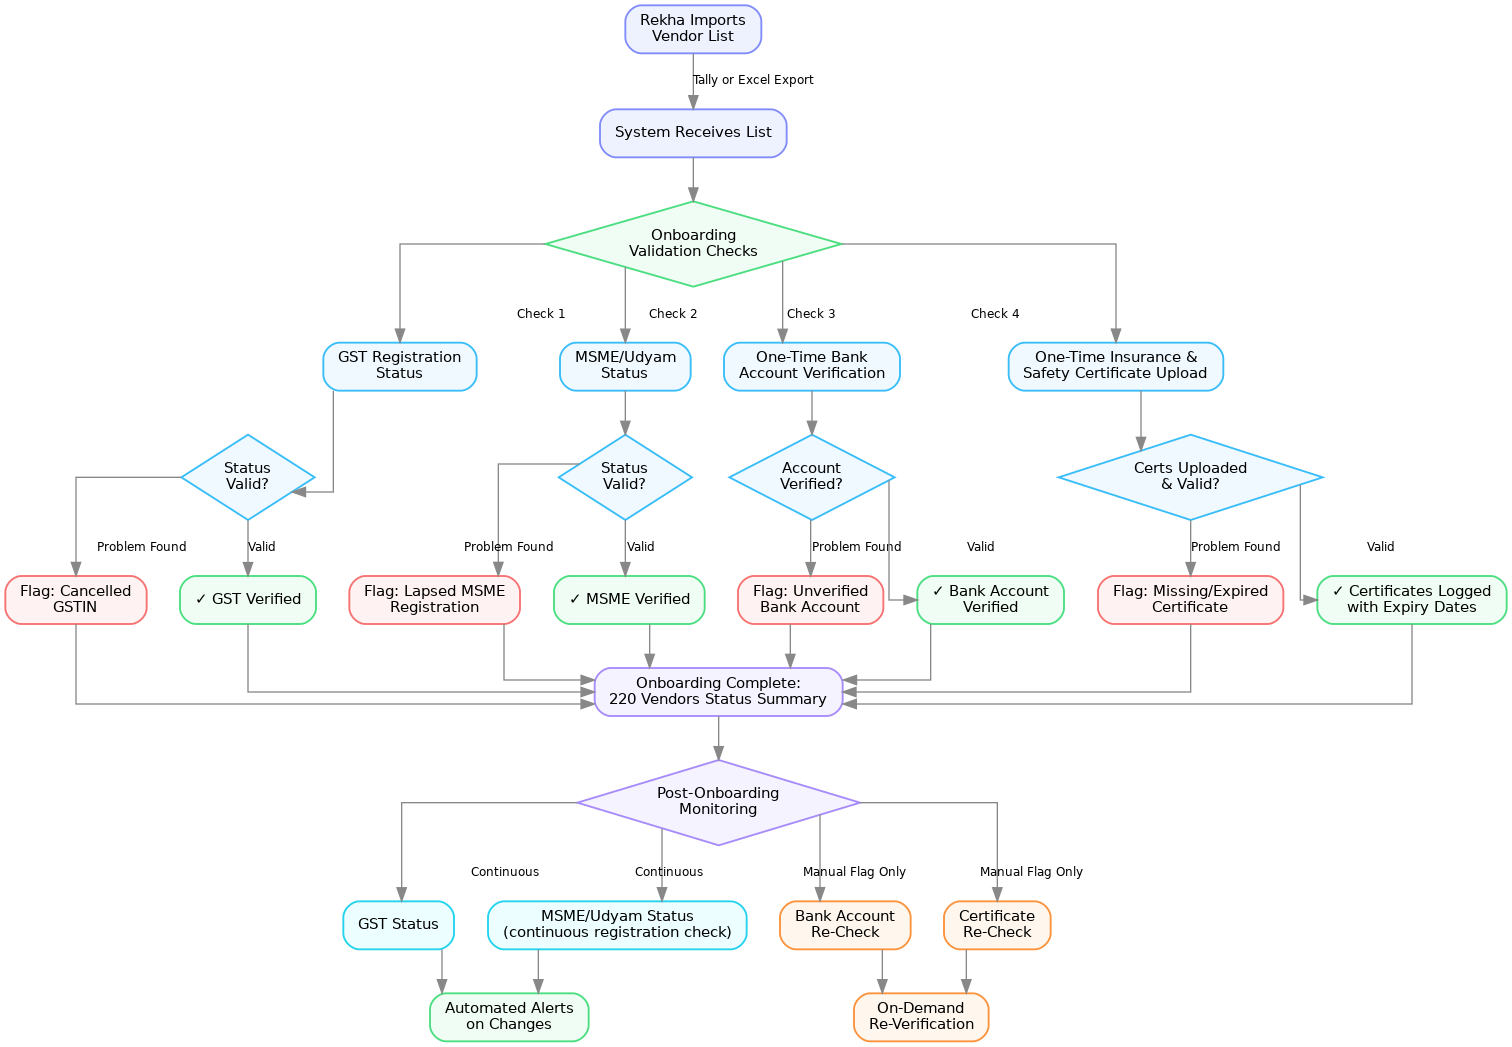 Rekha Imports
Vendor List
Tally or Excel Export
System Receives List
Onboarding
Validation Checks
Check 1
Check 2
Check 3
Check 4
GST Registration
Status
MSME/Udyam
Status
One-Time Bank
Account Verification
One-Time Insurance &
Safety Certificate Upload
Status
Valid?
Status
Valid?
Account
Verified?
Certs Uploaded
& Valid?
Problem Found
Valid
Problem Found
Valid
Problem Found
Valid
Problem Found
Valid
Flag: Cancelled
GSTIN
✓ GST Verified
Flag: Lapsed MSME
Registration
✓ MSME Verified
Flag: Unverified
Bank Account
✓ Bank Account
Verified
Flag: Missing/Expired
Certificate
✓ Certificates Logged
with Expiry Dates
Onboarding Complete:
220 Vendors Status Summary
Post-Onboarding
Monitoring
Continuous
Continuous
Manual Flag Only
Manual Flag Only
GST Status
MSME/Udyam Status
(continuous registration check)
Bank Account
Re-Check
Certificate
Re-Check
Automated Alerts
on Changes
On-Demand
Re-Verification